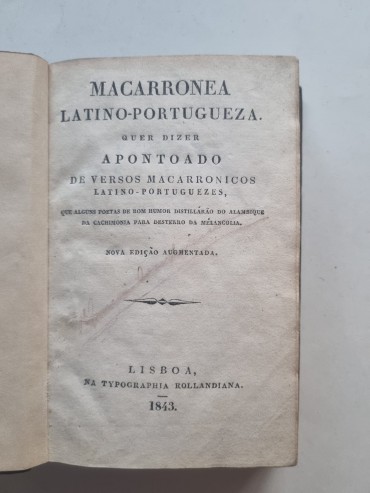 MACARRONEA
LATINO-PORTUGUEZA.
QUER DIZER
APONTOADO
DE VERSOS MACARRONICOS
LATINO-PORTUGUEZES,
QUE ALGUNS POETAS DE BOM HUMOR DISTILLÁRÃO DO ALAMBIQUE
DA CACHIMONIA PARA DESTERRO DA MELANCOLIA.
NOVA EDIÇÃO AUGMENTADA.
LISBOA,
NA TYPOGRAPHIA ROLLANDIANA.
1843.